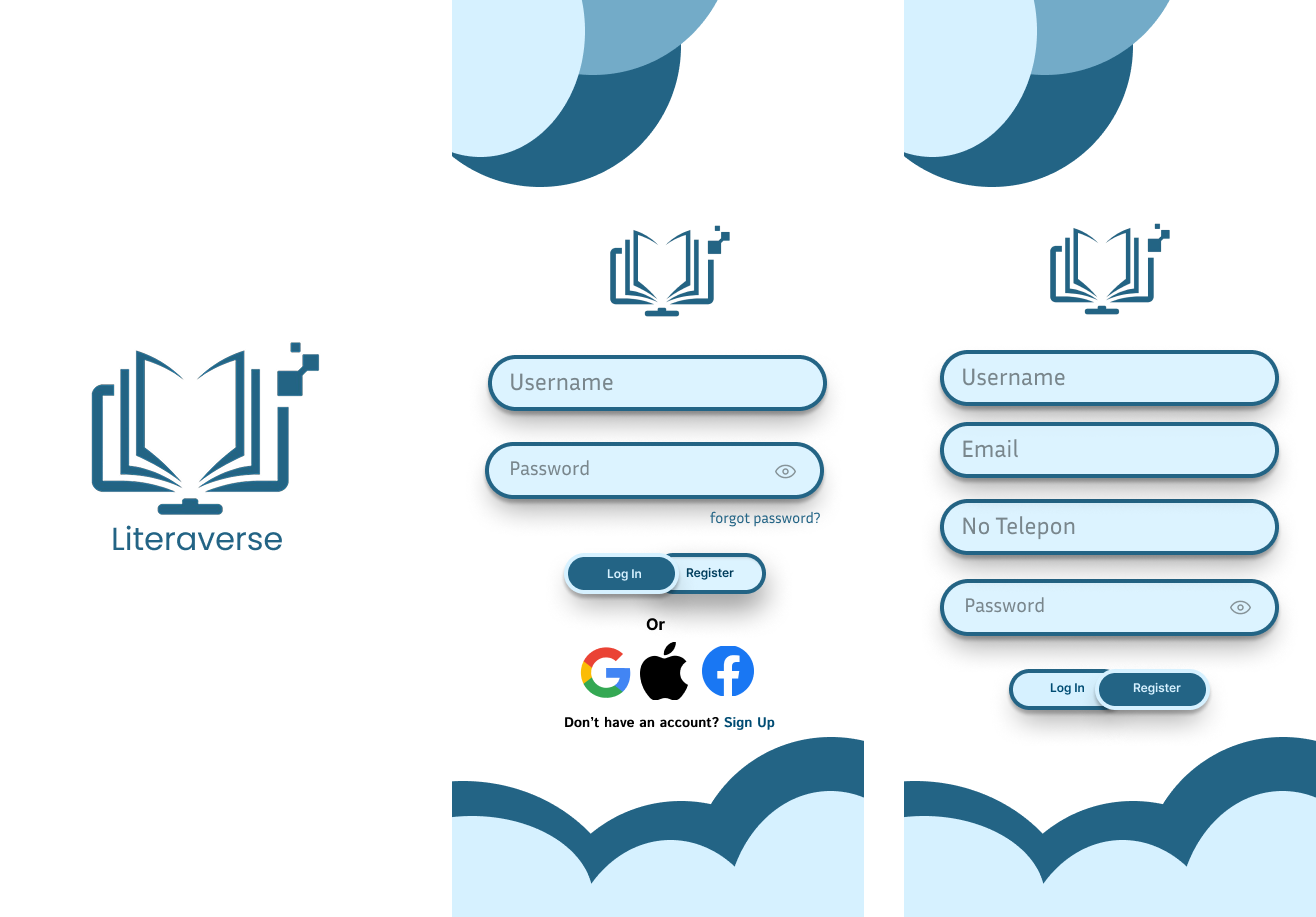 Literaverse
Username
Password
forgot password?
Log In Register
Or
Don't have an account? Sign Up
Username
Email
No Telepon
Password
Log In Register